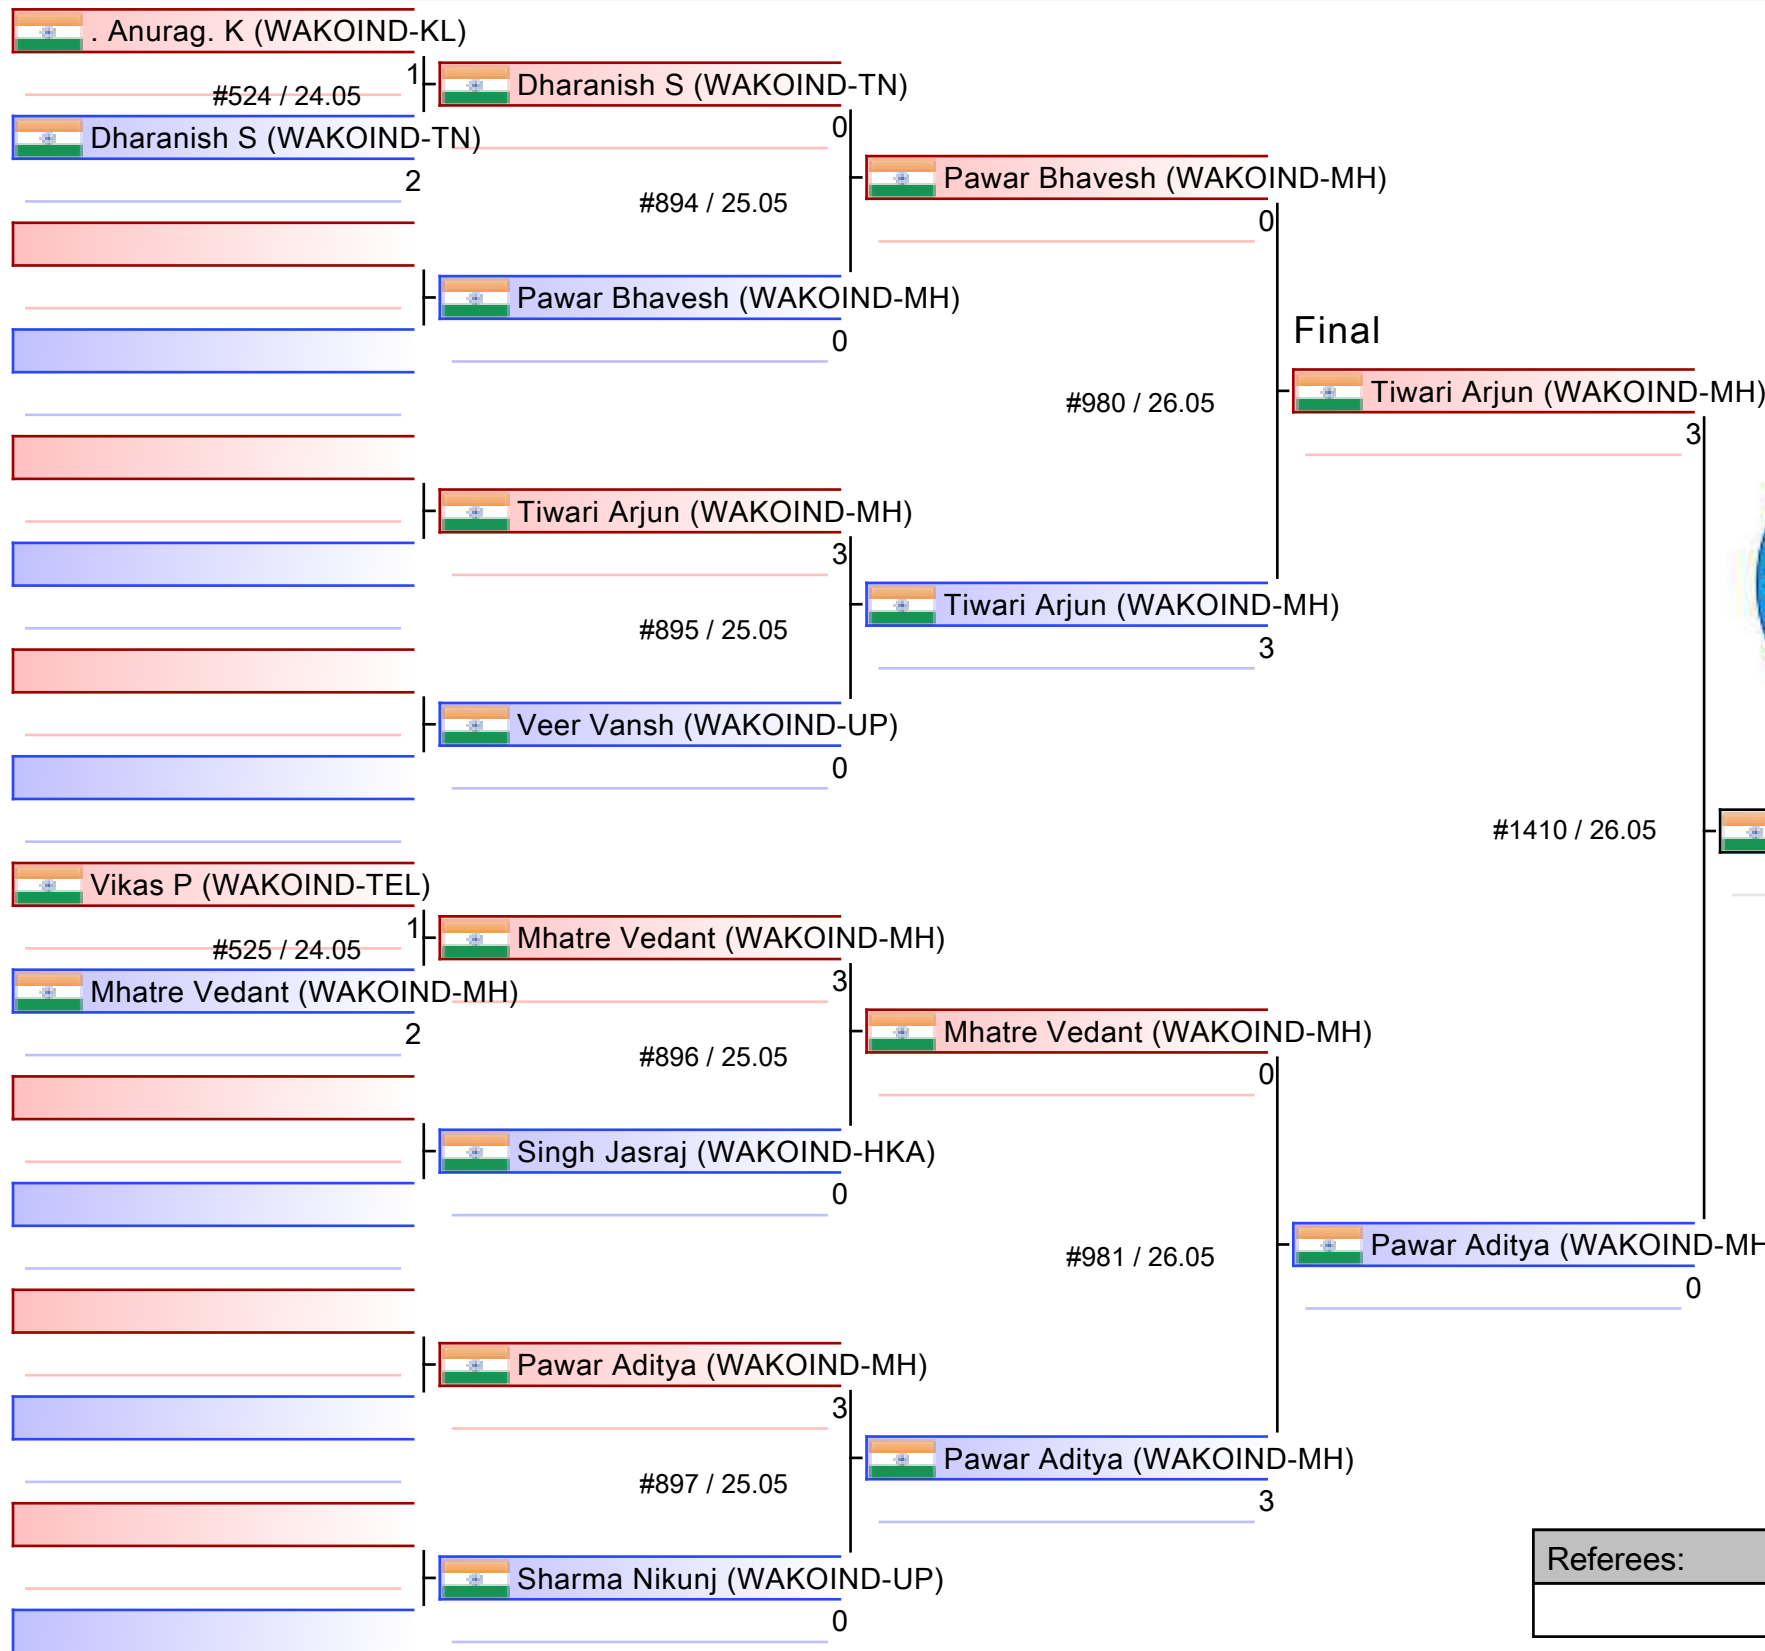 . Anurag. K (WAKOIND-KL)
1
#524 / 24.05
Dharanish S (WAKOIND-TN)
2
Dharanish S (WAKOIND-TN)
0
#894 / 25.05
Pawar Bhavesh (WAKOIND-MH)
0
Pawar Bhavesh (WAKOIND-MH)
0
#980 / 26.05
Final
Tiwari Arjun (WAKOIND-MH)
3
Tiwari Arjun (WAKOIND-MH)
3
#895 / 25.05
Veer Vansh (WAKOIND-UP)
0
Tiwari Arjun (WAKOIND-MH)
3
#1410 / 26.05
Vikas P (WAKOIND-TEL)
1
#525 / 24.05
Mhatre Vedant (WAKOIND-MH)
2
Mhatre Vedant (WAKOIND-MH)
3
#896 / 25.05
Singh Jasraj (WAKOIND-HKA)
0
Mhatre Vedant (WAKOIND-MH)
0
#981 / 26.05
Pawar Aditya (WAKOIND-MH
0
Pawar Aditya (WAKOIND-MH)
3
#897 / 25.05
Sharma Nikunj (WAKOIND-UP)
0
Pawar Aditya (WAKOIND-MH)
3
Referees: